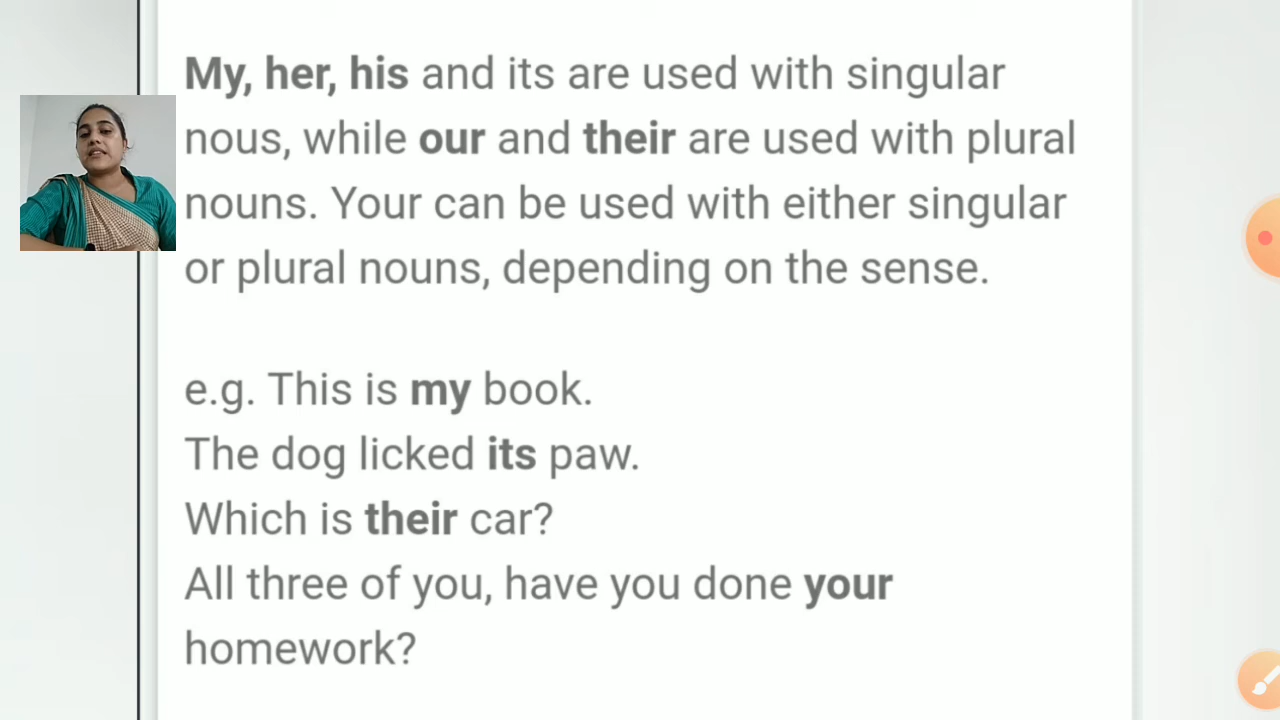 My, her, his and its are used with singular
nous, while our and their are used with plural
nouns. Your can be used with either singular
or plural nouns, depending on the sense.
e.g. This is my book.
The dog licked its paw.
Which is their car?
All three of you, have you done your
homework?